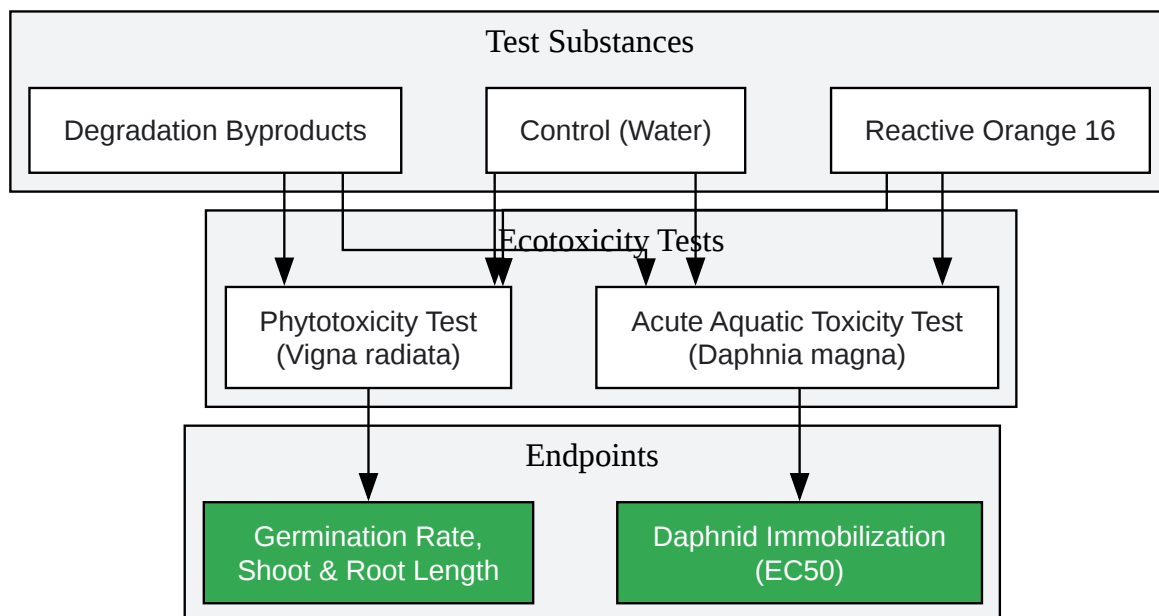 Test Substances
Degradation Byproducts
Control (Water)
Reactive Orange 16
Ecotoxicity Tests
Phytotoxicity Test
(Vigna radiata)
Acute Aquatic Toxicity Test
(Daphnia magna)
Endpoints
Germination Rate,
Shoot & Root Length
Daphnid Immobilization
(EC50)